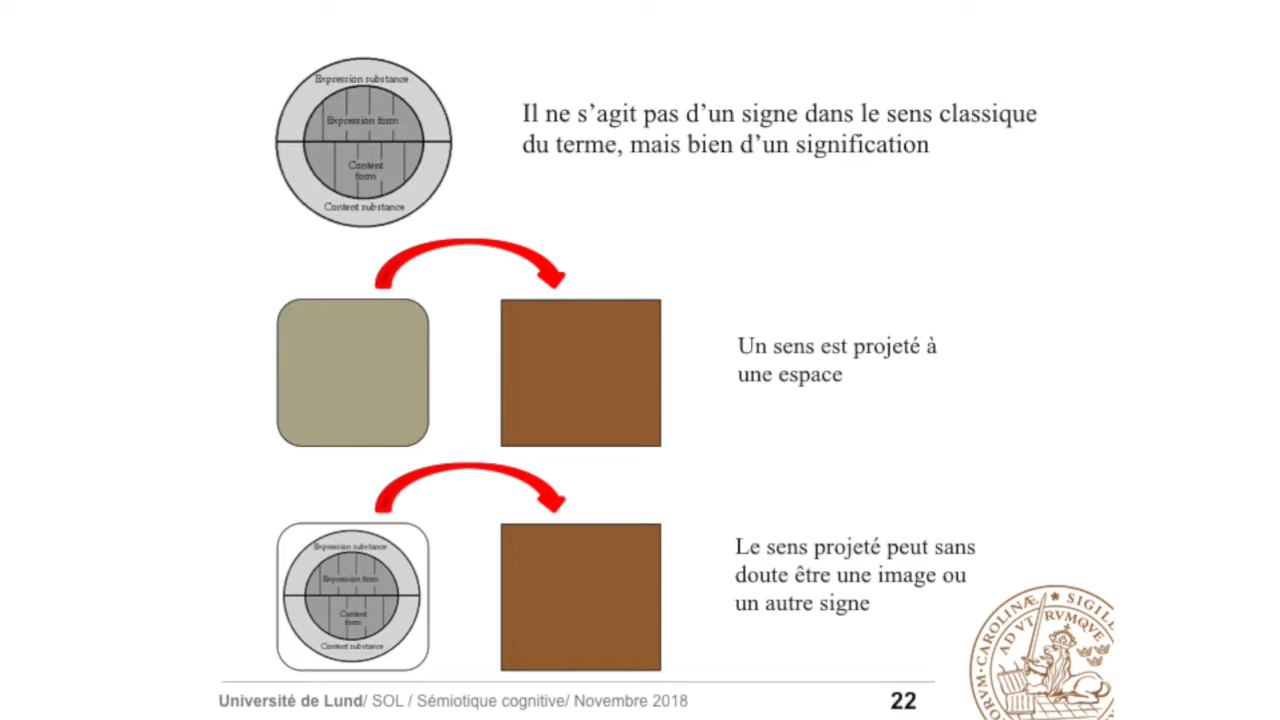 Expression substance
Expression form
Content
form
Content substance
Il ne s’agit pas d’un signe dans le sens classique
du terme, mais bien d’un signification
Un sens est projeté à
une espace
Expression substance
Expression form
Content
form
Content substance
Le sens projeté peut sans
doute être une image ou
un autre signe
Université de Lund/ SOL / Sémiotique cognitive/ Novembre 2018
22
CAROLINÆ * SIGILL
AD VTRVMQVE